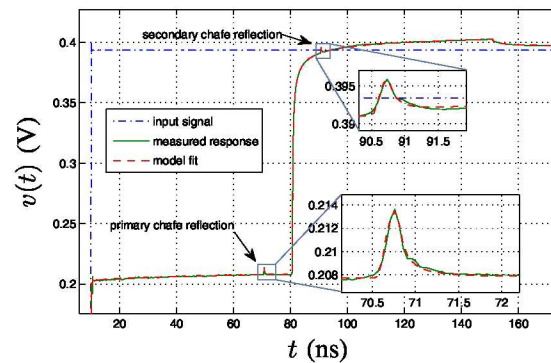 secondary chafe reflection
0.4
0.35
0.3
0.25
0.2
v(t) (V)
input signal
measured response
model fit
0.395
0.39
90.5 91 91.5
primary chafe reflection
0.214
0.212
0.21
0.208
70.5 71 71.5 72
20 40 60 80 100 120 140 160
t (ns)